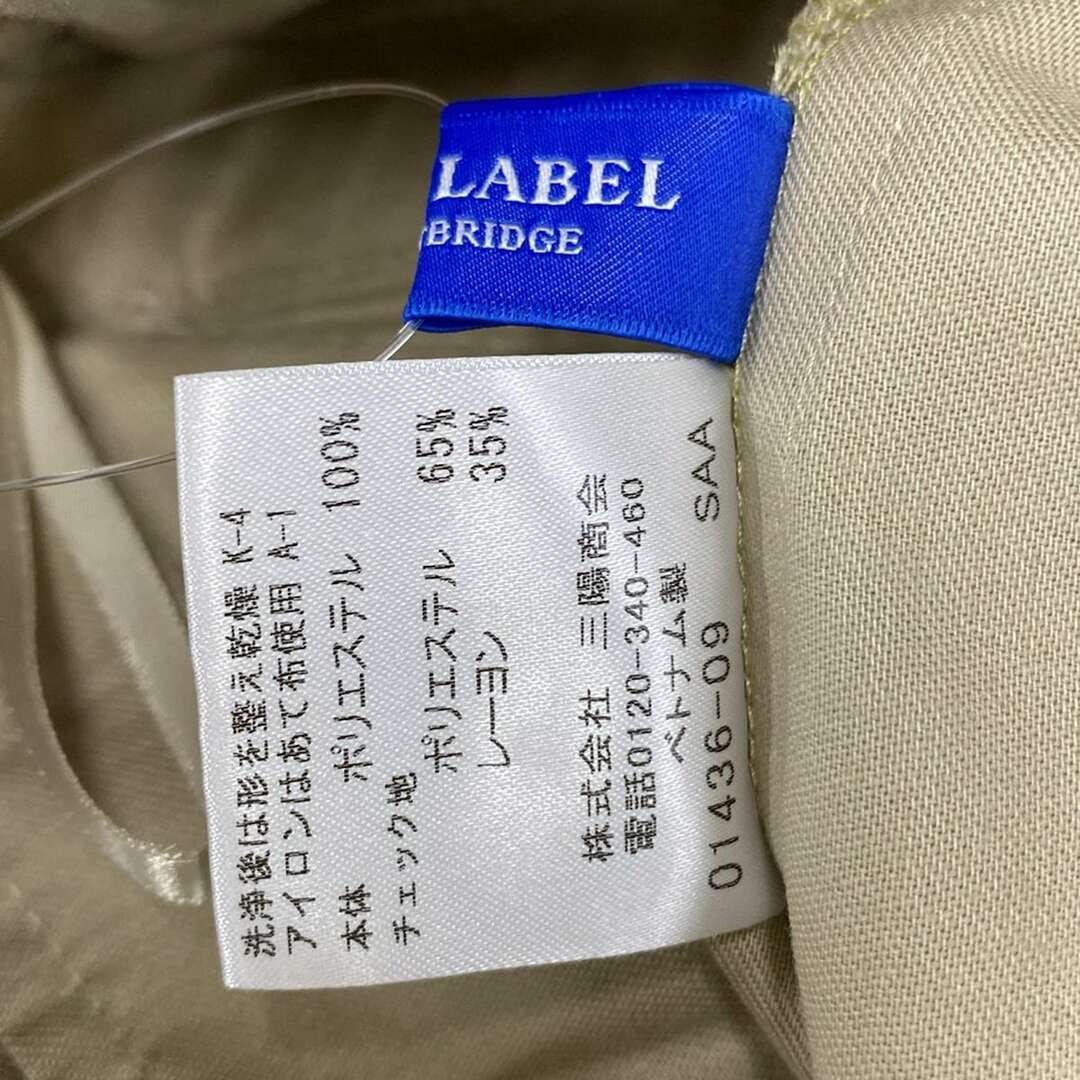 LABEL
BRIDGE
洗浄後は形を整え乾燥 K-4
アイロンはあて布使用 A-1
本体 ポリエステル 100%
チェック地
ポリエステル 65%
レーヨン 35%
株式会社 三陽商会
電話0120-340-460
ベトナム製
01436-09 SAA